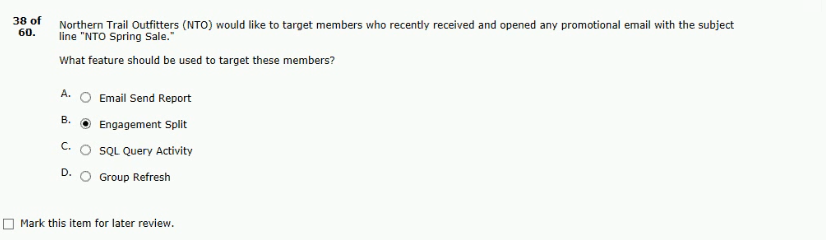 38 of
60.
Northern Trail Outfitters (NTO) would like to target members who recently received and opened any promotional email with the subject
line "NTO Spring Sale."
What feature should be used to target these members?
A. Email Send Report
B. Engagement Split
C. SQL Query Activity
D. Group Refresh
Mark this item for later review.